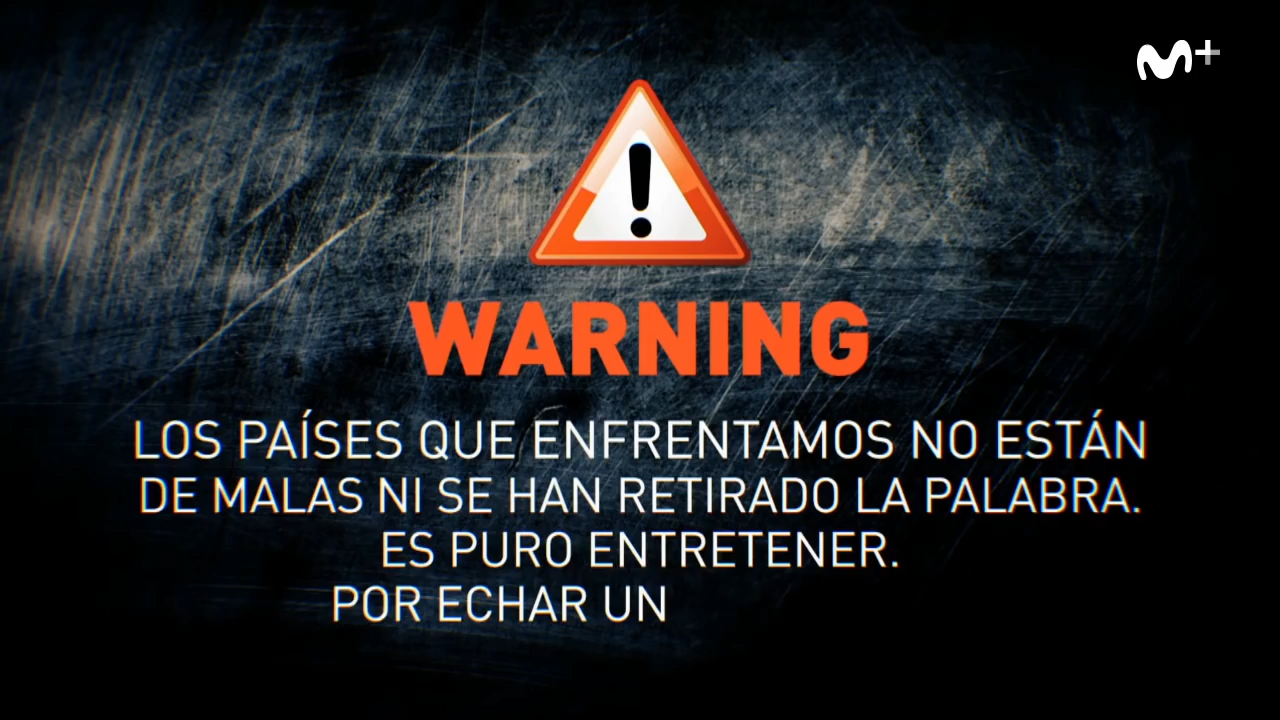 M+
WARNING
LOS PAÍSES QUE ENFRENTAMOS NO ESTÁN
DE MALAS NI SE HAN RETIRADO LA PALABRA.
ES PURO ENTRETENER.
POR ECHAR UN